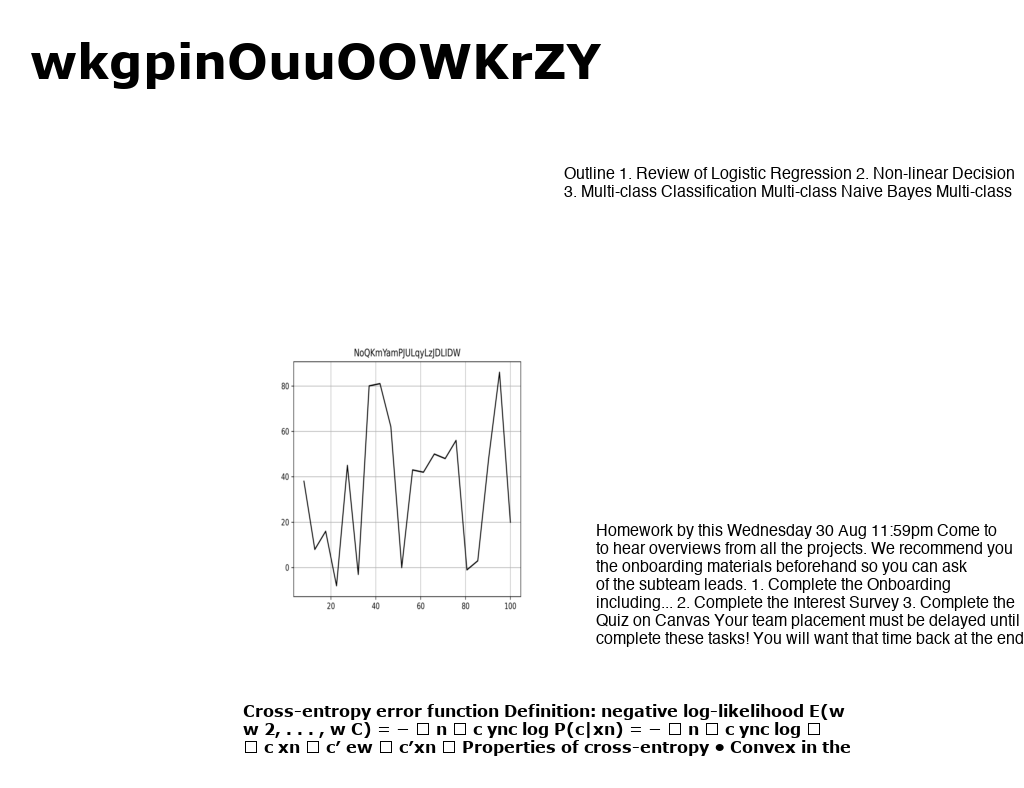 wkgpinOuuOOWKrZY
Outline 1. Review of Logistic Regression 2. Non-linear Decision
3. Multi-class Classification Multi-class Naive Bayes Multi-class
NoQKmYamPJULqyLzJDLIDW
80
60
40
20
0
20 40 60 80 100
Homework by this Wednesday 30 Aug 11:59pm Come to
to hear overviews from all the projects. We recommend you
the onboarding materials beforehand so you can ask
of the subteam leads. 1. Complete the Onboarding
including... 2. Complete the Interest Survey 3. Complete the
Quiz on Canvas Your team placement must be delayed until
complete these tasks! You will want that time back at the end
Cross-entropy error function Definition: negative log-likelihood E(w
w 2, . . . , w C) = − □ n □ c ync log P(c|xn) = − □ n □ c ync log □
□ c xn □ c′ ew □ c′xn □ Properties of cross-entropy • Convex in the